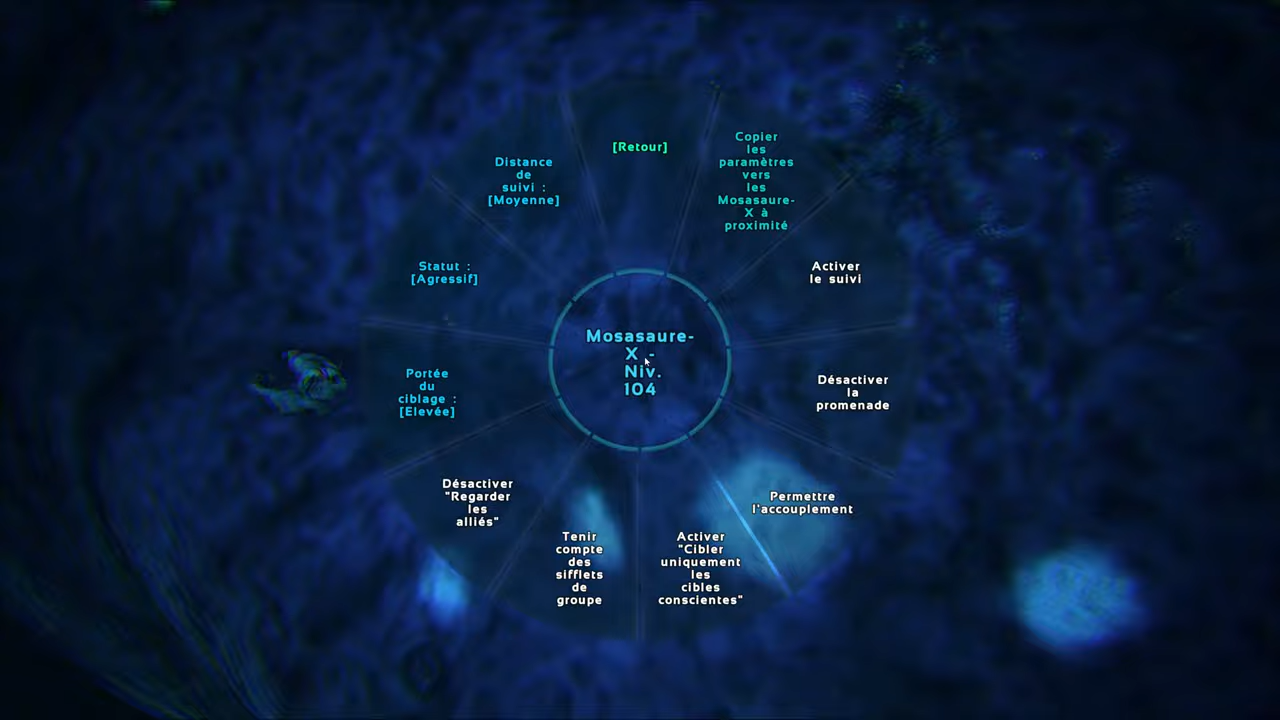 [Retour]
Copier
les
paramètres
vers
les
Mosasaure-
X à
proximité
Activer
le suivi
Désactiver
la
promenade
Permettre
l'accouplement
Activer
"Cibler
uniquement
les
cibles
conscientes"
Tenir
compte
des
sifflets
de
groupe
Désactiver
"Regarder
les
alliés"
Portée
du
ciblage :
[Elevée]
Statut :
[Agressif]
Distance
de
suivi :
[Moyenne]
Mosasaure-
X -
Niv.
104